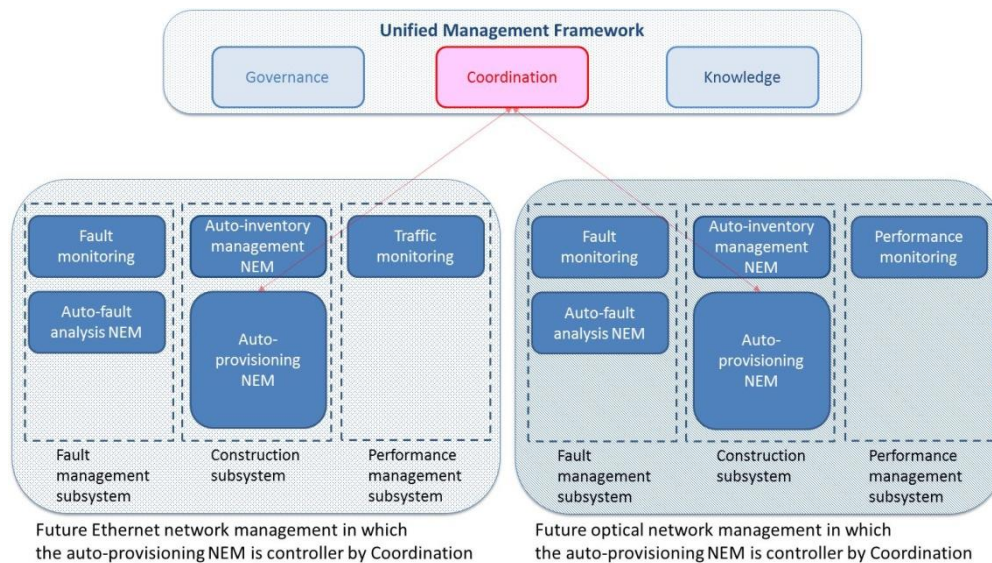 Unified Management Framework
Governance
Coordination
Knowledge
Fault
monitoring
Auto-inventory
management
NEM
Traffic
monitoring
Auto-fault
analysis NEM
Auto-
provisioning
NEM
Fault
management
subsystem
Construction
subsystem
Performance
management
subsystem
Future Ethernet network management in which
the auto-provisioning NEM is controller by Coordination
Fault
monitoring
Auto-inventory
management
NEM
Performance
monitoring
Auto-fault
analysis NEM
Auto-
provisioning
NEM
Fault
management
subsystem
Construction
subsystem
Performance
management
subsystem
Future optical network management in which
the auto-provisioning NEM is controller by Coordination